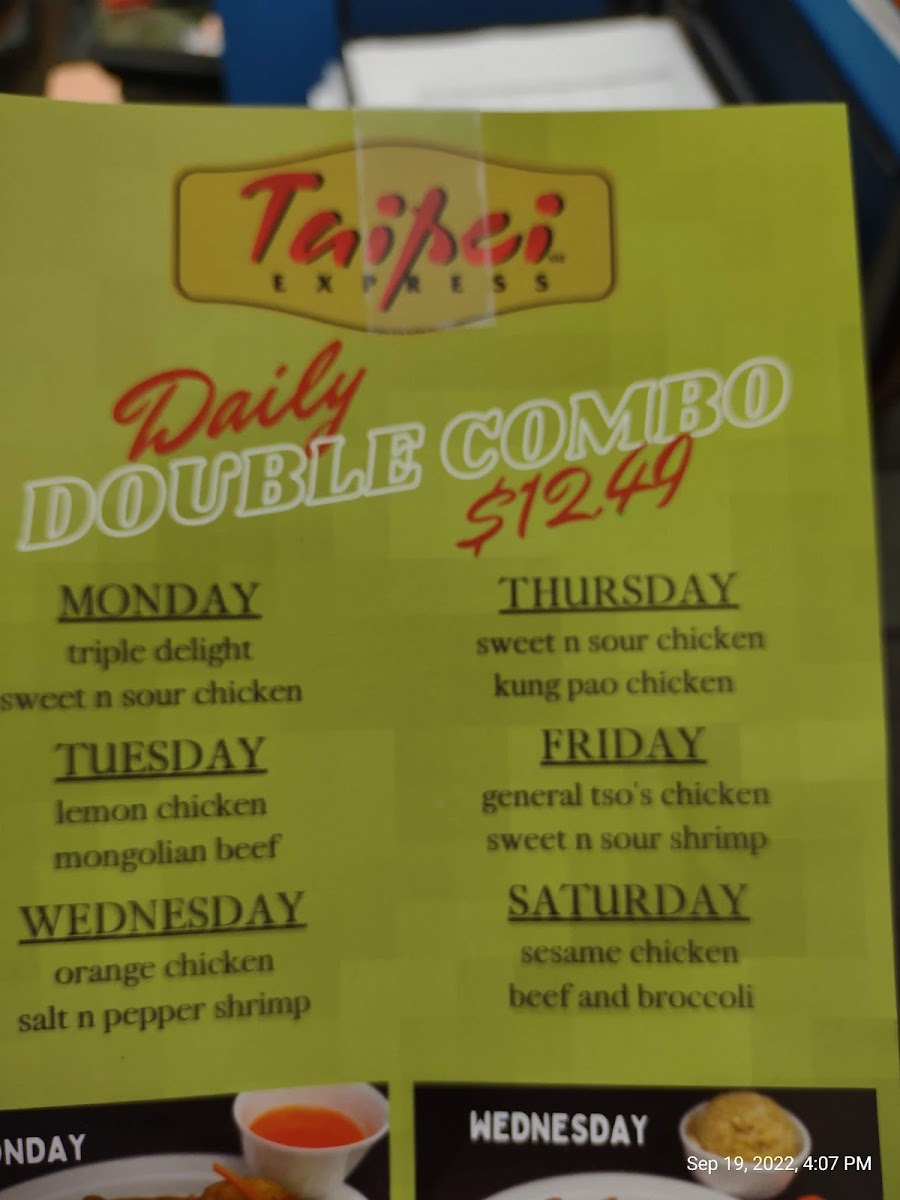 Taipei
EXPRESS
Daily
DOUBLE COMBO
$12.49
MONDAY
triple delight
sweet n sour chicken
TUESDAY
lemon chicken
mongolian beef
WEDNESDAY
orange chicken
salt n pepper shrimp
THURSDAY
sweet n sour chicken
kung pao chicken
FRIDAY
general tso's chicken
sweet n sour shrimp
SATURDAY
sesame chicken
beef and broccoli
ONDAY
WEDNESDAY
Sep 19, 2022, 4:07 PM